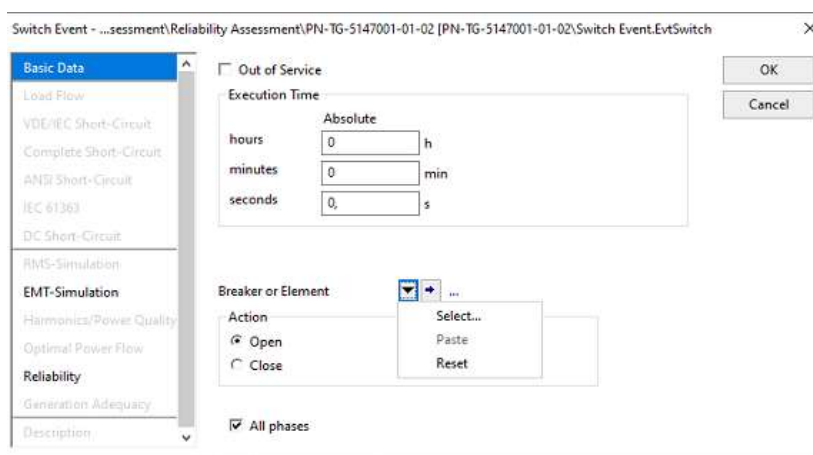 Switch Event - ...sessment\Reliability Assessment\PN-TG-5147001-01-02 [PN-TG-5147001-01-02\Switch Event.EvtSwitch
Basic Data
Load Flow
VDE/IEC Short-Circuit
Complete Short-Circuit
ANSI Short-Circuit
IEC 61363
DC Short-Circuit
RMS-Simulation
EMT-Simulation
Harmonics/Power Quality
Optimal Power Flow
Reliability
Generation Adequacy
Description
Out of Service
Execution Time
Absolute
hours 0 h
minutes 0 min
seconds 0, s
Breaker or Element ...
Select...
Paste
Reset
Action
Open
Close
All phases
OK
Cancel